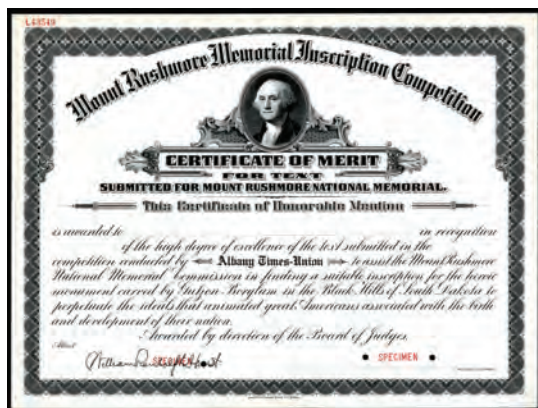 L43549
Mount Rushmore Memorial Inscription Competition
CERTIFICATE OF MERIT
FOR TEXT
SUBMITTED FOR MOUNT RUSHMORE NATIONAL MEMORIAL.
This Certificate of Honorable Mention
is awarded to in recognition
of the high degree of excellence of the text submitted in the
competition conducted by Albany Times-Union to assist the Mount Rushmore
National Memorial Commission in finding a suitable inscription for the heroic
monument carved by Gutzon Borglum in the Black Hills of South Dakota to
perpetuate the ideals that animated great Americans associated with the birth
and development of their nation.
Awarded by direction of the Board of Judges.
Attest
William SPECIMEN SPECIMEN